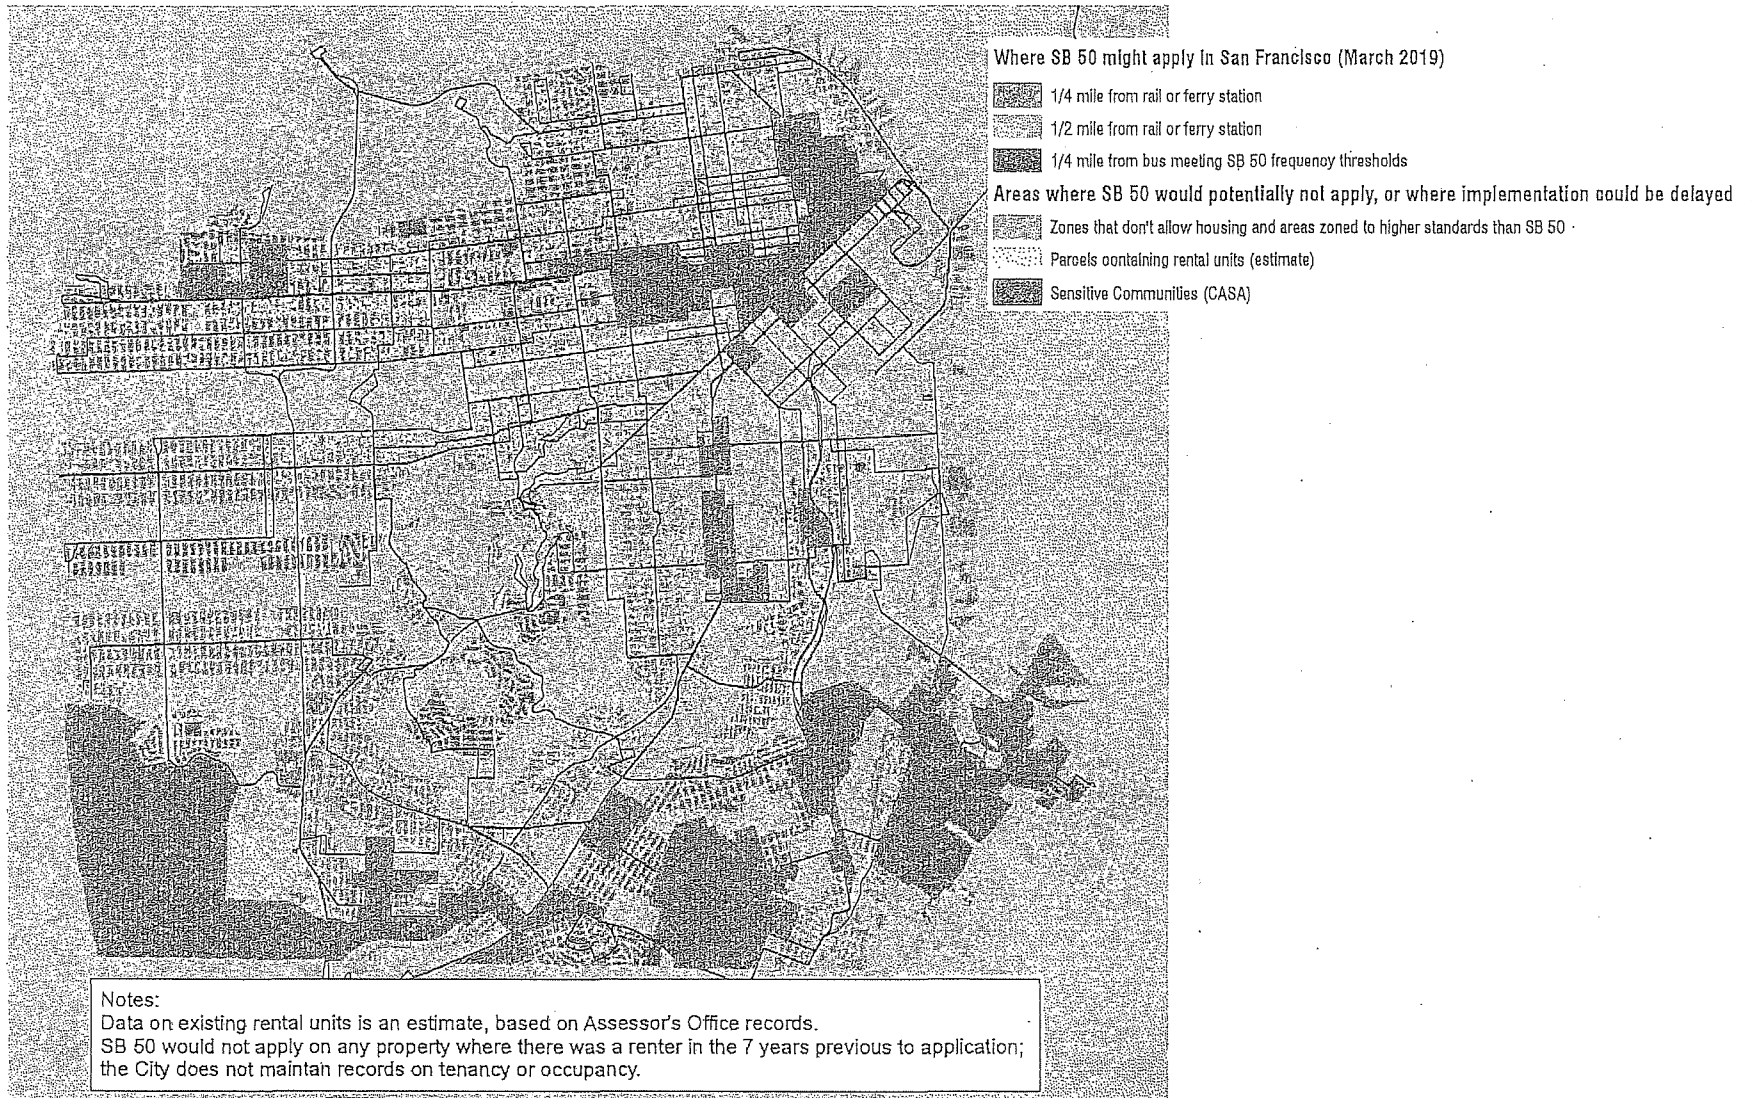 Where SB 50 might apply in San Francisco (March 2019)
1/4 mile from rail or ferry station
1/2 mile from rail or ferry station
1/4 mile from bus meeting SB 50 frequency thresholds
Areas where SB 50 would potentially not apply, or where implementation could be delayed
Zones that don't allow housing and areas zoned to higher standards than SB 50
Parcels containing rental units (estimate)
Sensitive Communities (CASA)
Notes:
Data on existing rental units is an estimate, based on Assessor's Office records.
SB 50 would not apply on any property where there was a renter in the 7 years previous to application;
the City does not maintan records on tenancy or occupancy.